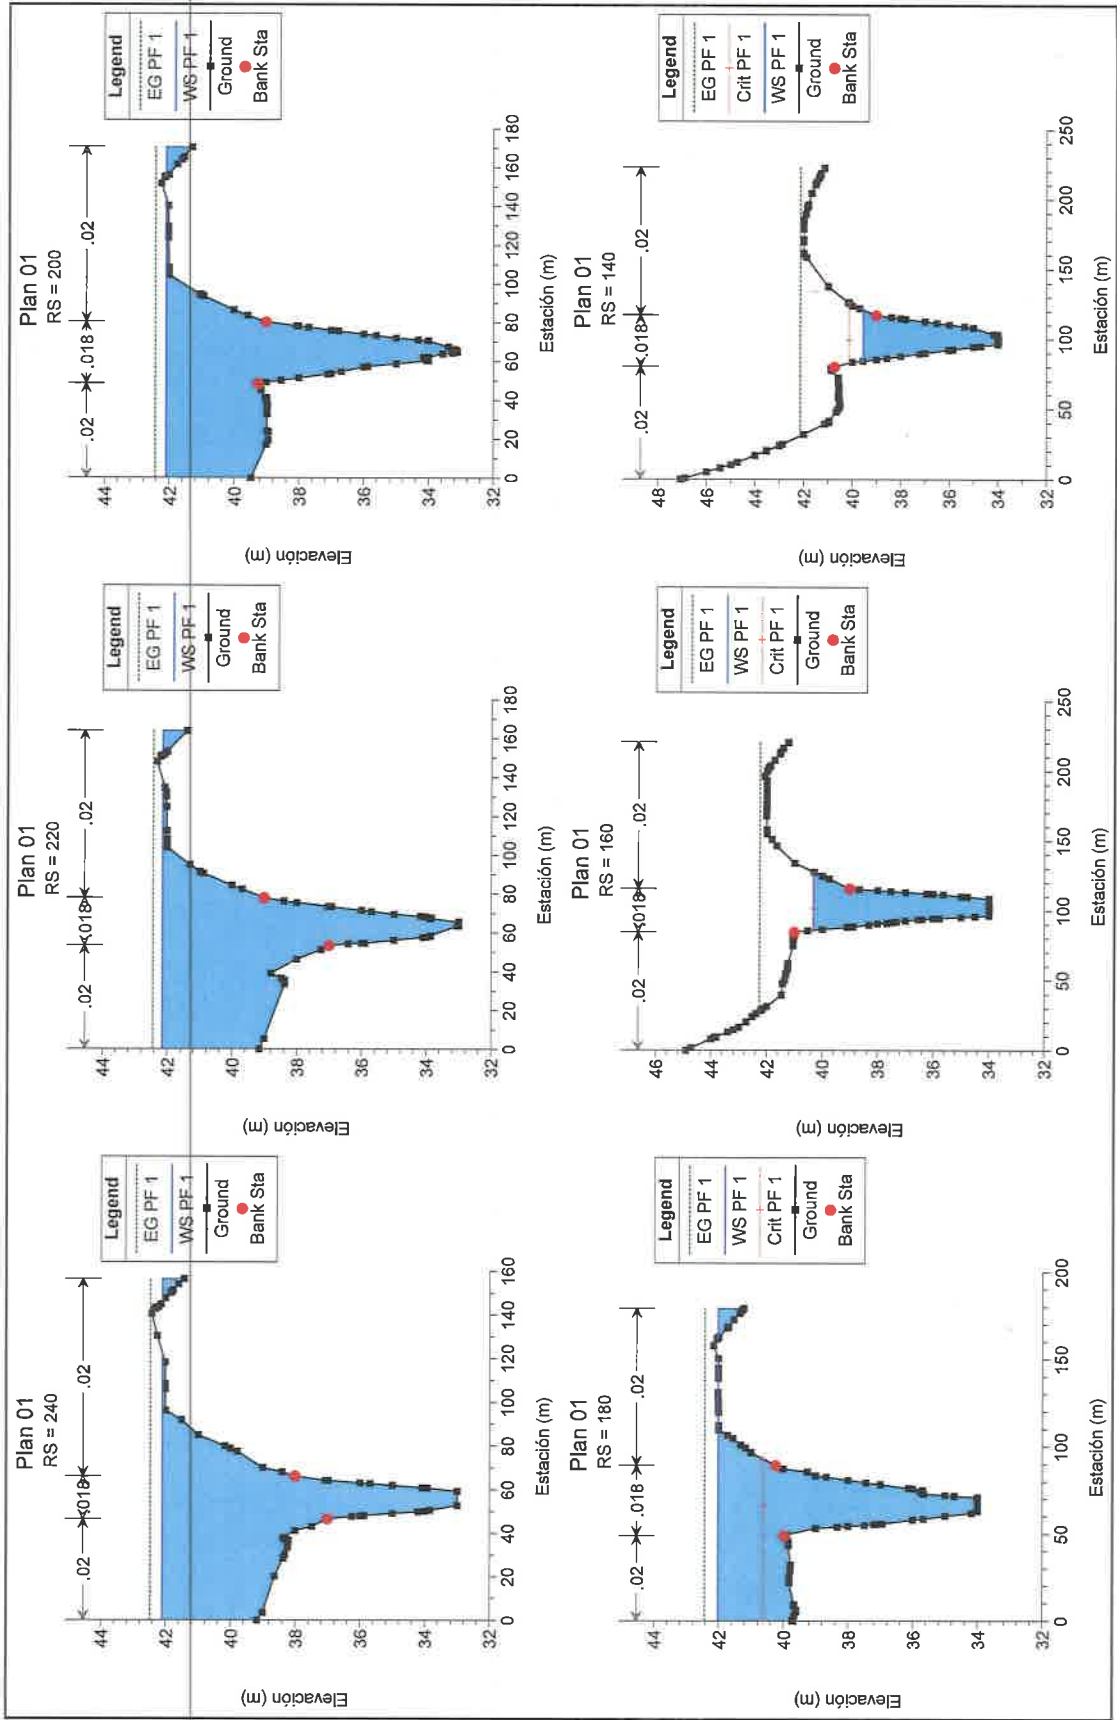 Plan 01
RS = 240
.02
.018
.02
Elevación (m)
44
42
40
38
36
34
32
0
20
40
60
80
100
120
140
160
Estación (m)
Legend
EG PF 1
WS PF 1
Ground
Bank Sta
Plan 01
RS = 220
.02
.018
.02
Elevación (m)
44
42
40
38
36
34
32
0
20
40
60
80
100
120
140
160
180
Estación (m)
Legend
EG PF 1
WS PF 1
Ground
Bank Sta
Plan 01
RS = 200
.02
.018
.02
Elevación (m)
44
42
40
38
36
34
32
0
20
40
60
80
100
120
140
160
180
Estación (m)
Legend
EG PF 1
WS PF 1
Ground
Bank Sta
Plan 01
RS = 180
.02
.018
.02
Elevación (m)
44
42
40
38
36
34
32
0
50
100
150
200
Estación (m)
Legend
EG PF 1
WS PF 1
Crit PF 1
Ground
Bank Sta
Plan 01
RS = 160
.02
.018
.02
Elevación (m)
46
44
42
40
38
36
34
32
0
50
100
150
200
250
Estación (m)
Legend
EG PF 1
WS PF 1
Crit PF 1
Ground
Bank Sta
Plan 01
RS = 140
.02
.018
.02
Elevación (m)
48
46
44
42
40
38
36
34
32
0
50
100
150
200
250
Estación (m)
Legend
EG PF 1
Crit PF 1
WS PF 1
Ground
Bank Sta